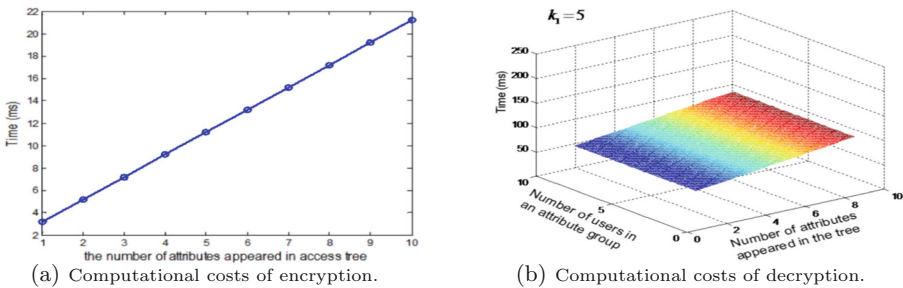 22
20
18
16
14
12
10
8
6
4
2
Time (ms)
1 2 3 4 5 6 7 8 9 10
the number of attributes appeared in access tree
(a) Computational costs of encryption.
k₁=5
250
200
150
100
50
Time (ms)
10
5
0
Number of users in
an attribute group
0 2 4 6 8 10
Number of attributes
appeared in the tree
(b) Computational costs of decryption.